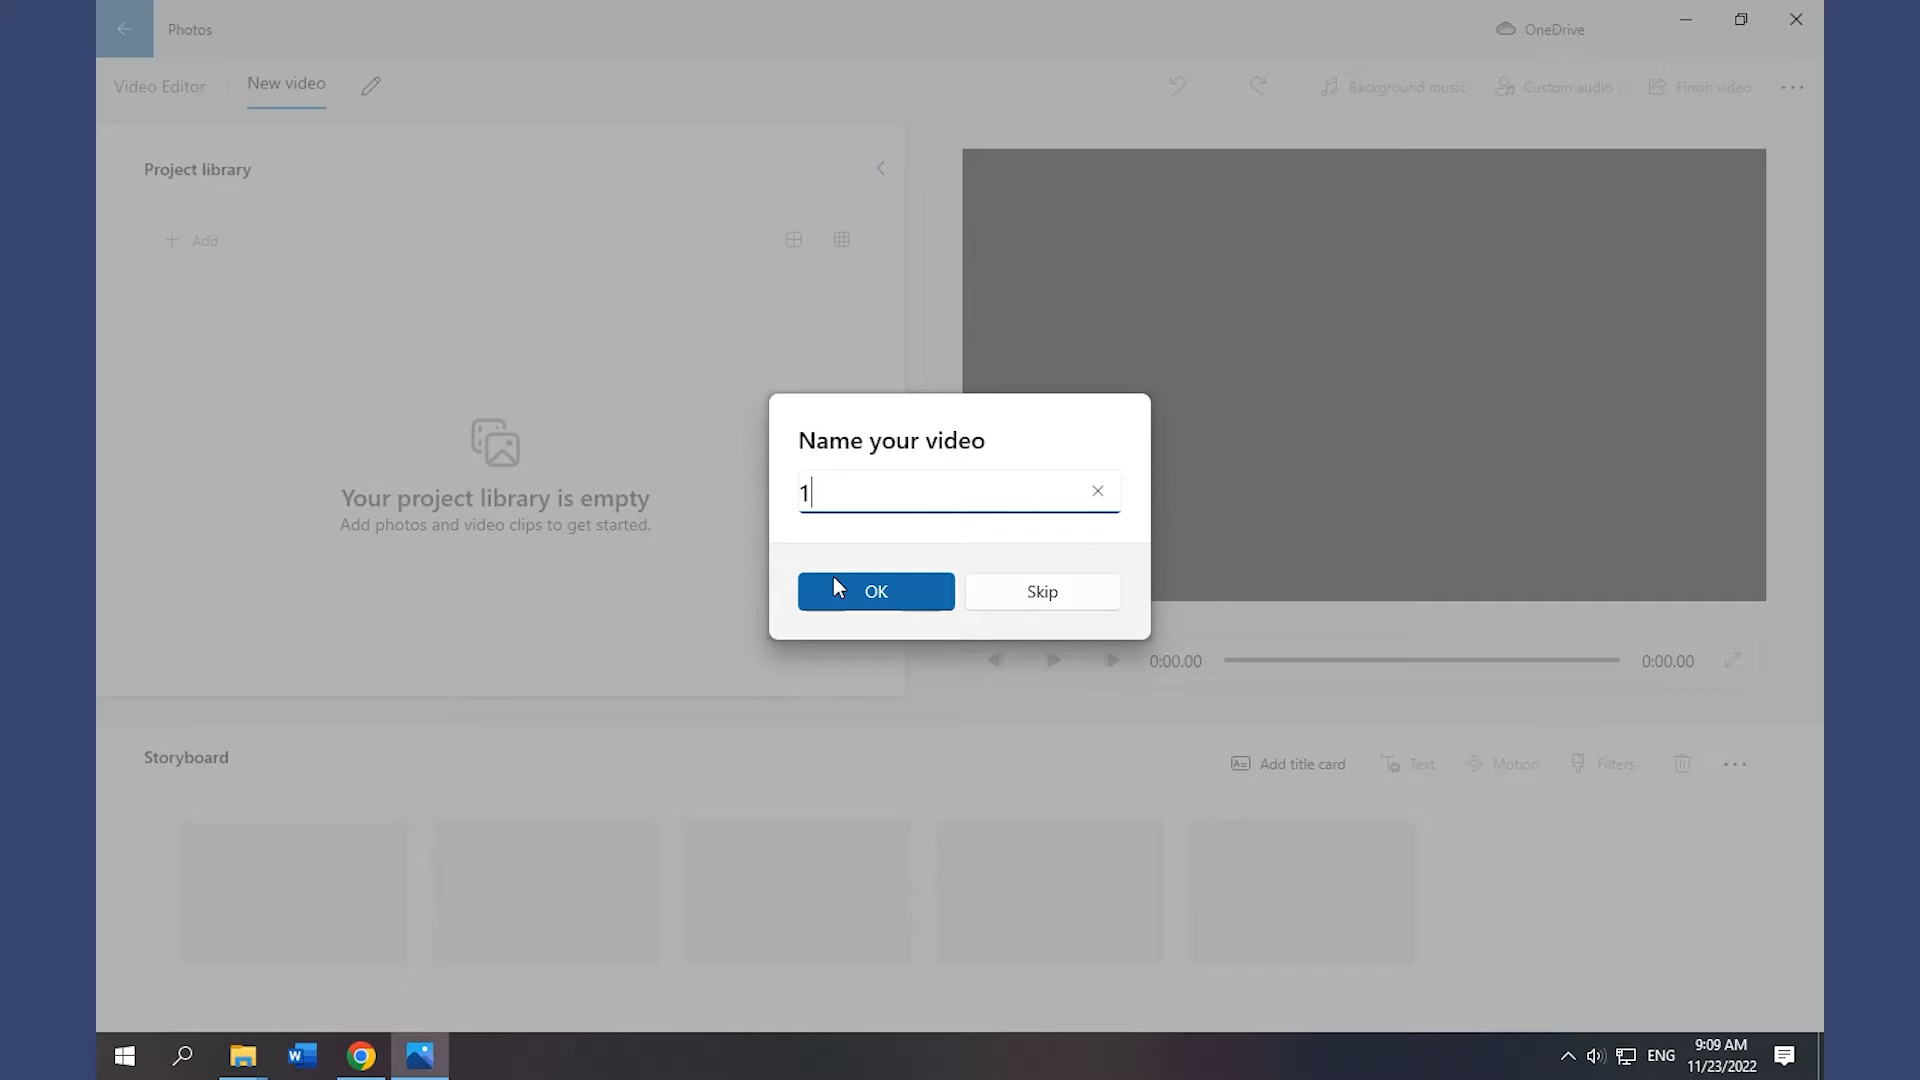 Photos
OneDrive
Video Editor
New video
Background music
Custom audio
Finish video
Project library
Add
Your project library is empty
Add photos and video clips to get started.
Name your video
1
OK
Skip
0:00.00
0:00.00
Storyboard
Add title card
Text
Motion
Filters
ENG
9:09 AM
11/23/2022